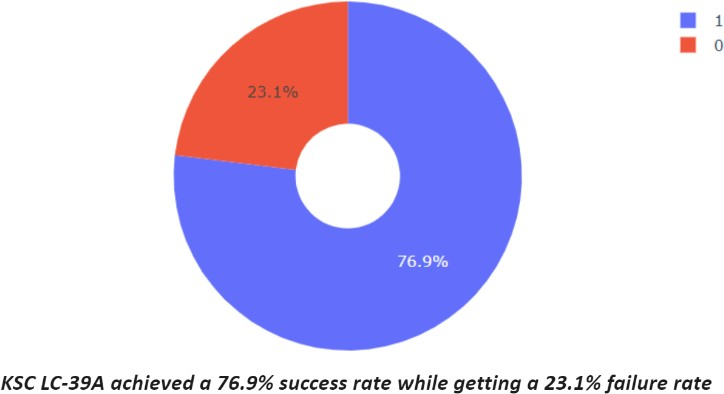 1
0
23.1%
76.9%
KSC LC-39A achieved a 76.9% success rate while getting a 23.1% failure rate